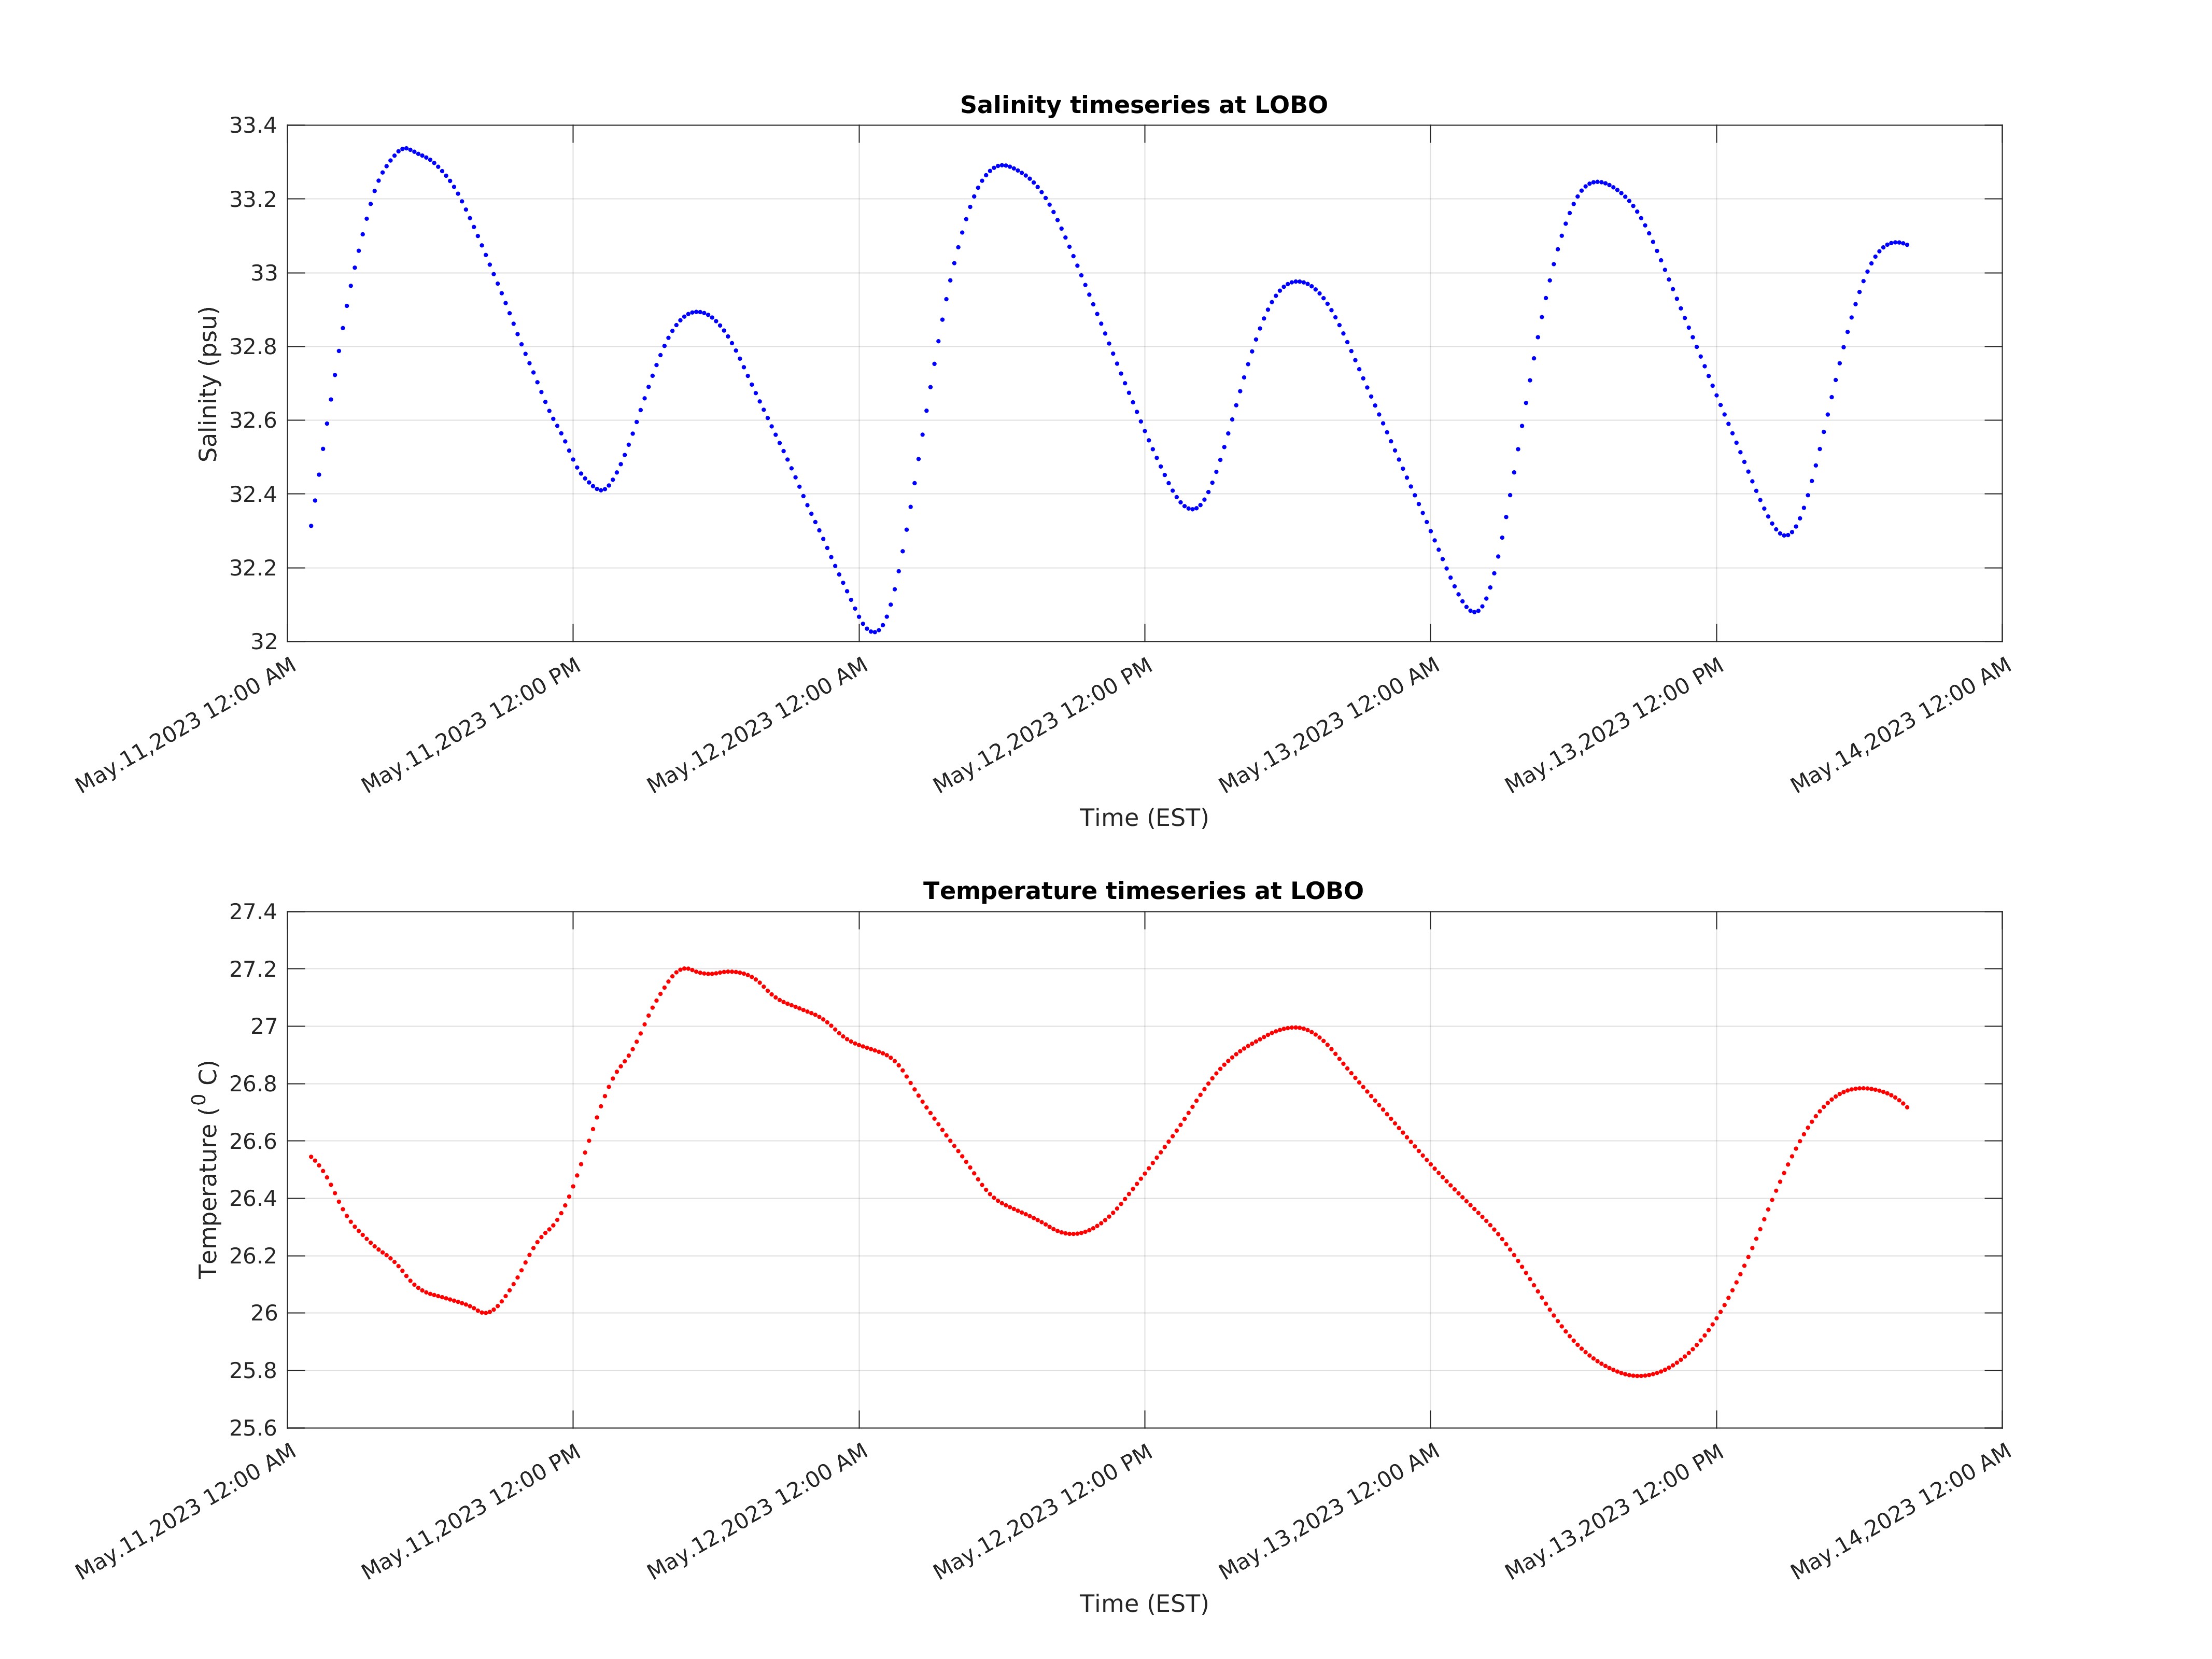 Salinity timeseries at LOBO
33.4
33.2
33
32.8
32.6
32.4
32.2
32
Salinity (psu)
May.11,2023 12:00 AM
May.11,2023 12:00 PM
May.12,2023 12:00 AM
May.12,2023 12:00 PM
May.13,2023 12:00 AM
May.13,2023 12:00 PM
May.14,2023 12:00 AM
Time (EST)
Temperature timeseries at LOBO
27.4
27.2
27
26.8
26.6
26.4
26.2
26
25.8
25.6
Temperature (⁰ C)
May.11,2023 12:00 AM
May.11,2023 12:00 PM
May.12,2023 12:00 AM
May.12,2023 12:00 PM
May.13,2023 12:00 AM
May.13,2023 12:00 PM
May.14,2023 12:00 AM
Time (EST)